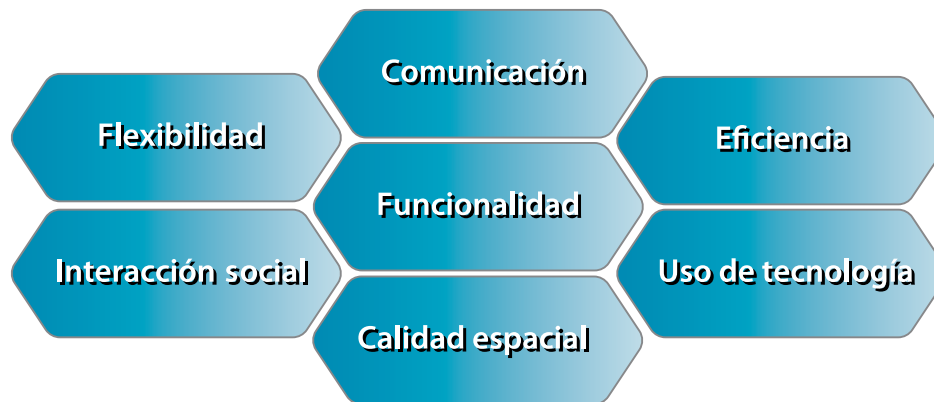 Comunicación
Flexibilidad
Eficiencia
Funcionalidad
Interacción social
Uso de tecnología
Calidad espacial